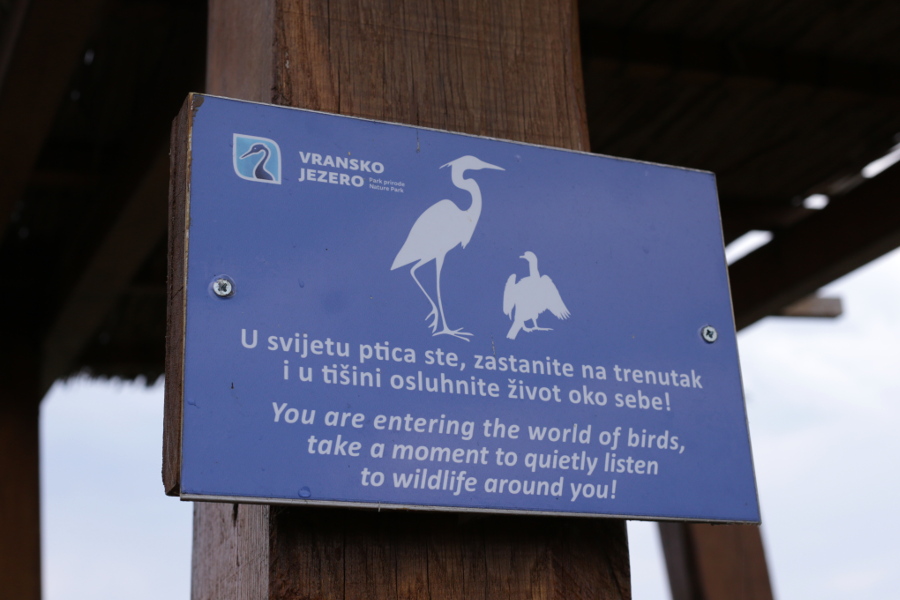 VRANSKO
JEZERO
Park prirode
Nature Park
U svijetu ptica ste, zastanite na trenutak
i u tišini osluhnite život oko sebe!
You are entering the world of birds,
take a moment to quietly listen
to wildlife around you!